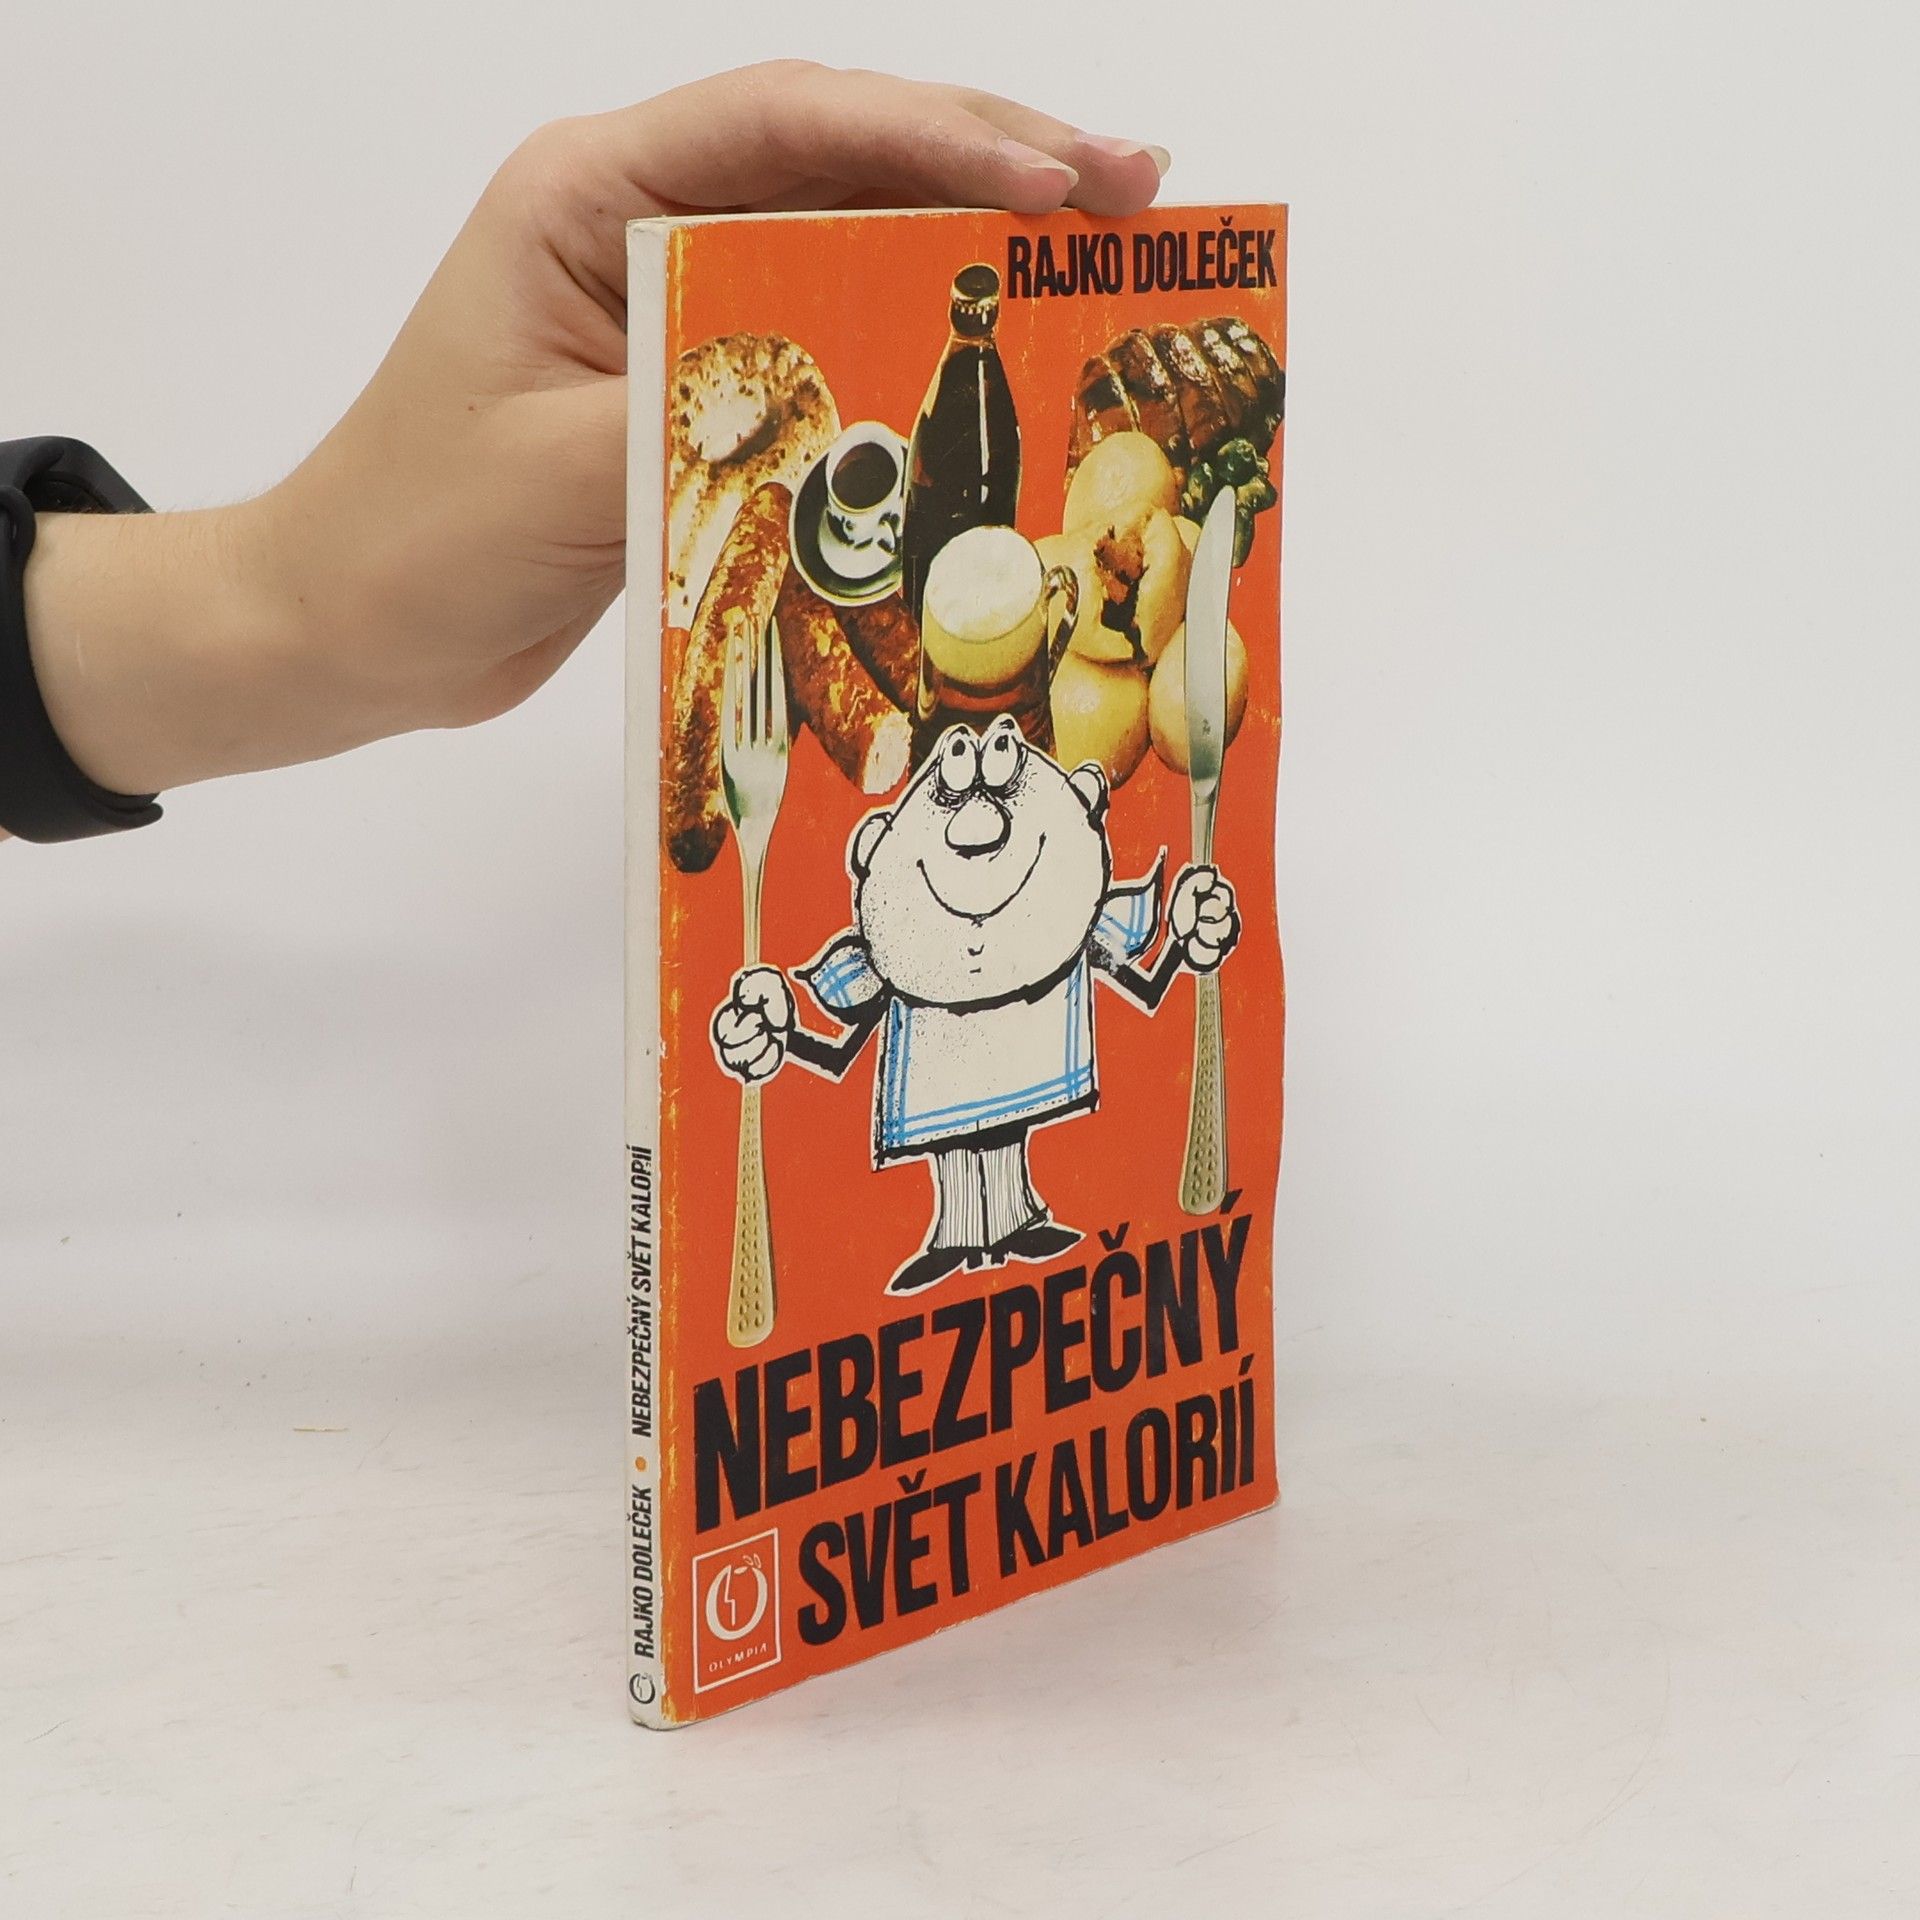 RAJKO DOLEČEK
NEBEZPEČNÝ
SVĚT KALORIÍ
OLYMPIA
RAJKO DOLEČEK • NEBEZPEČNÝ SVĚT KALORIÍ